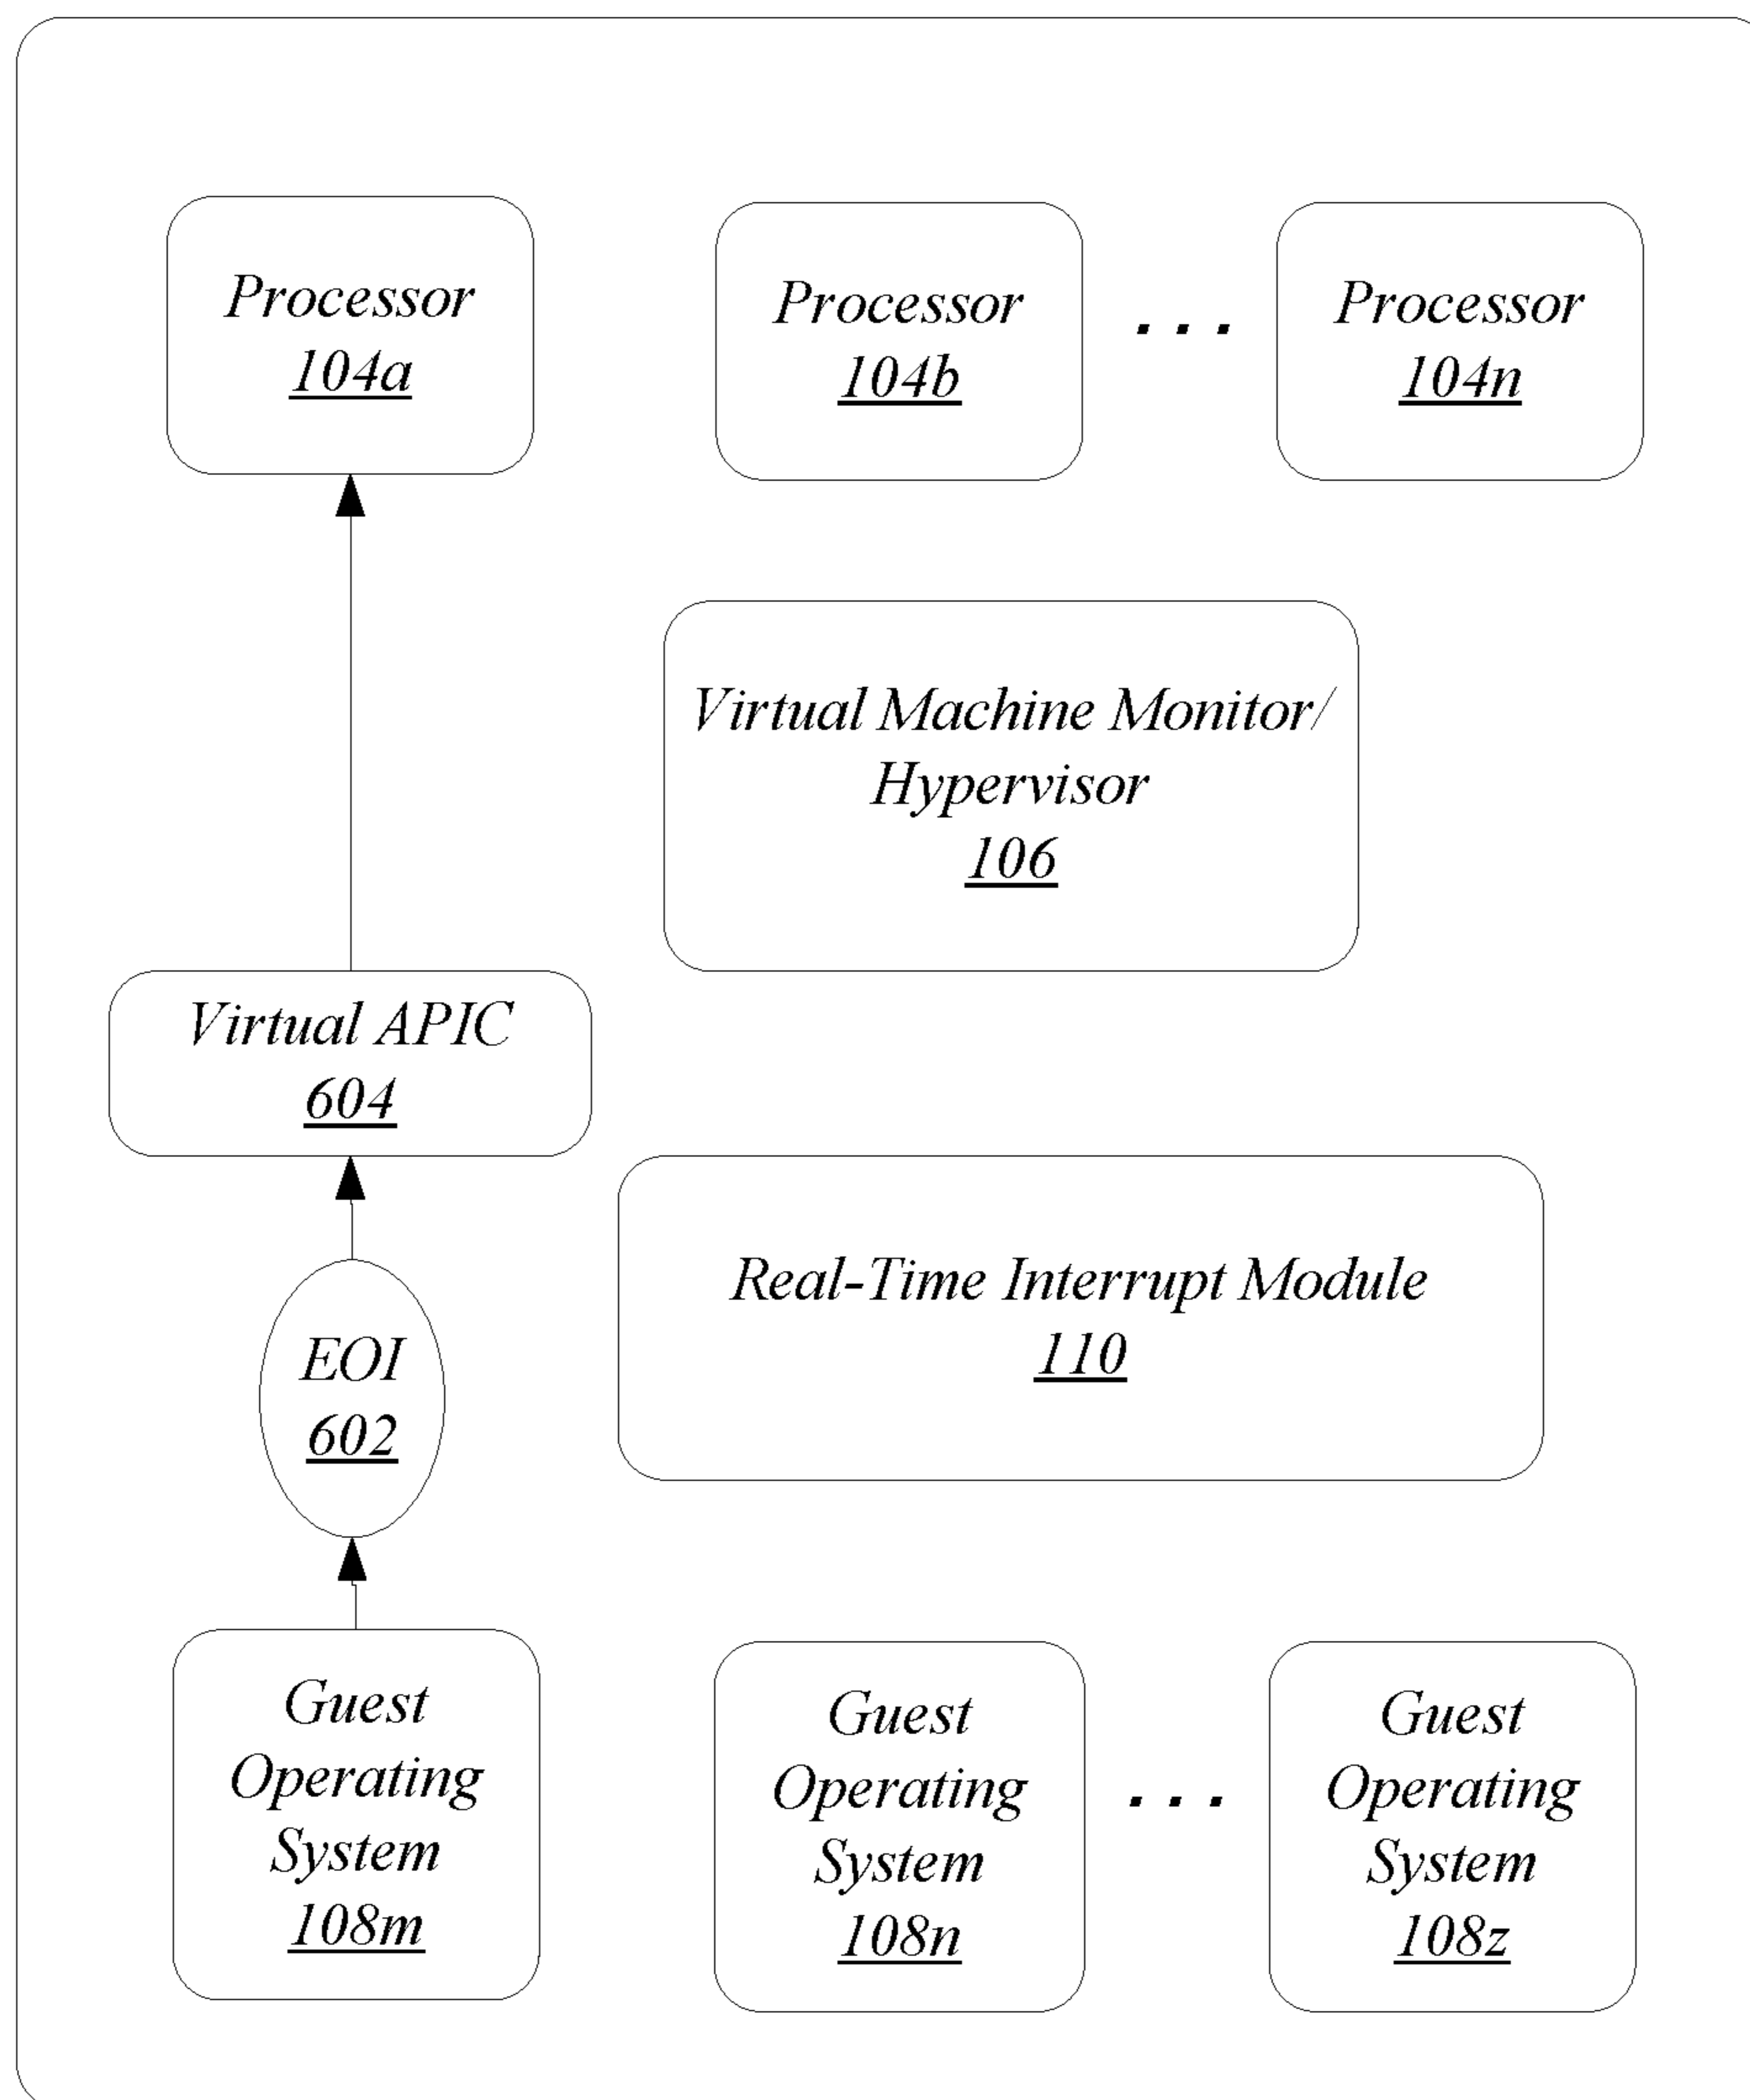 Processor
104a
Processor
104b
. . .
Processor
104n
Virtual Machine Monitor/
Hypervisor
106
Virtual APIC
604
Real-Time Interrupt Module
110
EOI
602
Guest
Operating
System
108m
Guest
Operating
System
108n
. . .
Guest
Operating
System
108z